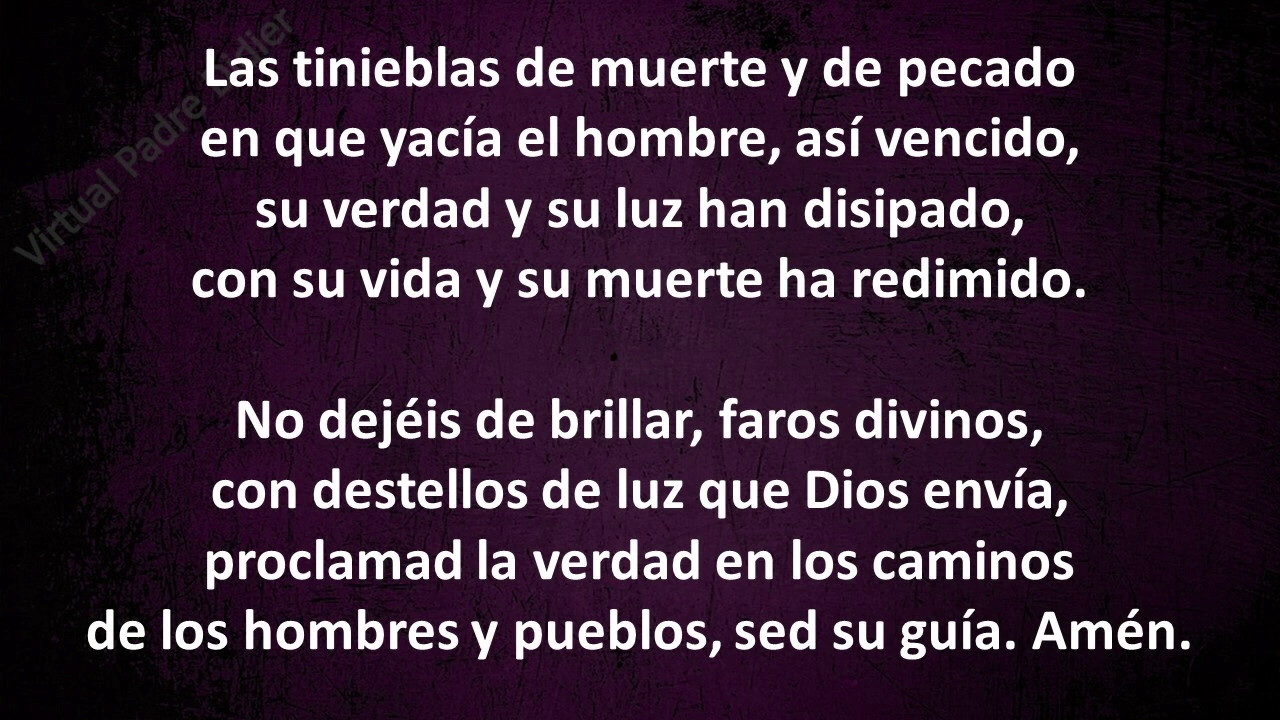 Virtual Padre Edier
Las tinieblas de muerte y de pecado
en que yacía el hombre, así vencido,
su verdad y su luz han disipado,
con su vida y su muerte ha redimido.
No dejéis de brillar, faros divinos,
con destellos de luz que Dios envía,
proclamad la verdad en los caminos
de los hombres y pueblos, sed su guía. Amén.